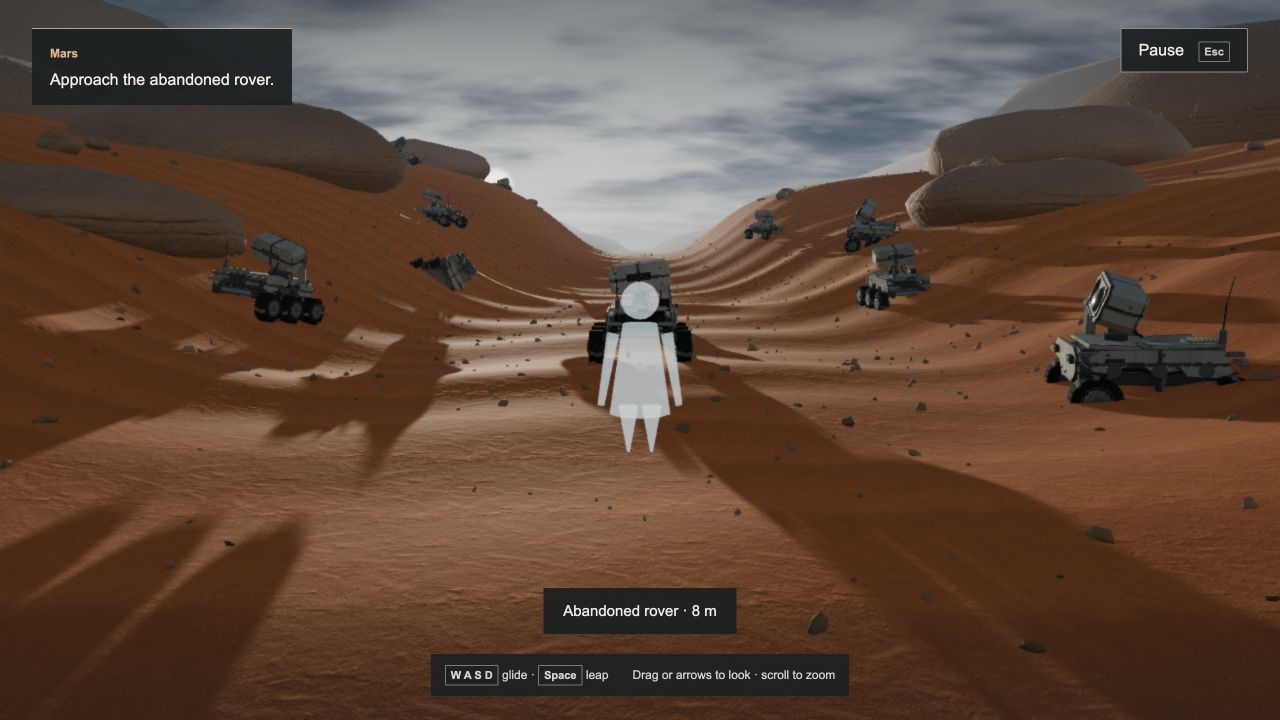 Mars
Approach the abandoned rover.
Pause Esc
Abandoned rover · 8 m
W A S D glide · Space leap Drag or arrows to look · scroll to zoom